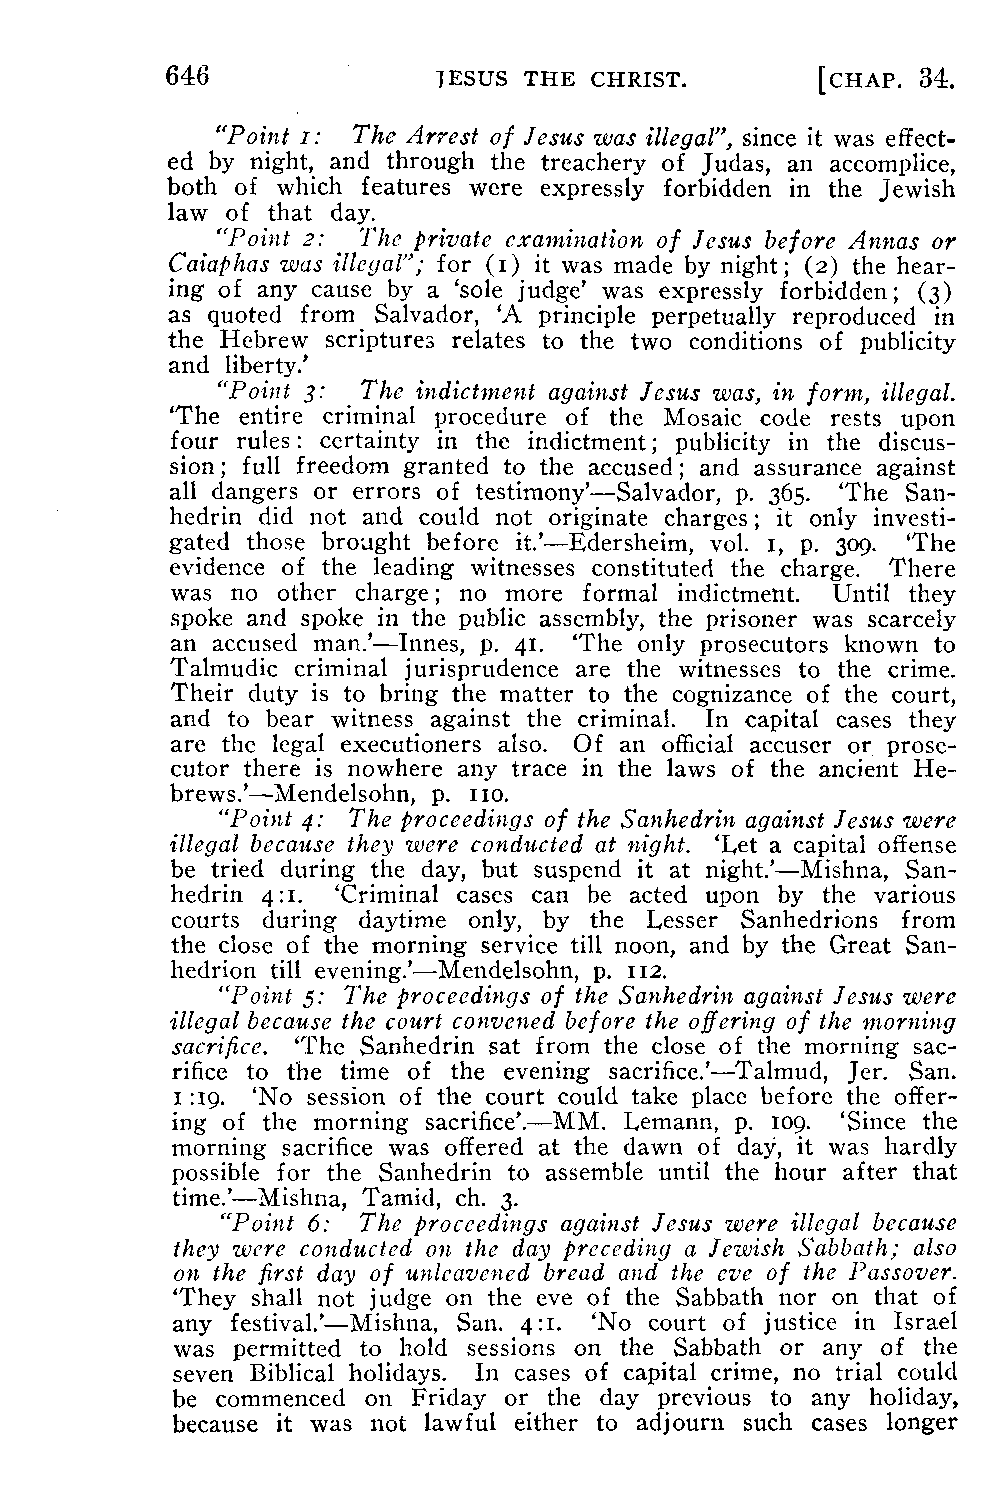 646 JESUS THE CHRIST. [CHAP. 34.
"Point 1: The Arrest of Jesus was illegal", since it was effect-
ed by night, and through the treachery of Judas, an accomplice,
both of which features were expressly forbidden in the Jewish
law of that day.
"Point 2: The private examination of Jesus before Annas or
Caiaphas was illegal"; for (1) it was made by night; (2) the hear-
ing of any cause by a 'sole judge' was expressly forbidden; (3)
as quoted from Salvador, 'A principle perpetually reproduced in
the Hebrew scriptures relates to the two conditions of publicity
and liberty.'
"Point 3: The indictment against Jesus was, in form, illegal.
'The entire criminal procedure of the Mosaic code rests upon
four rules: certainty in the indictment; publicity in the discus-
sion; full freedom granted to the accused; and assurance against
all dangers or errors of testimony'—Salvador, p. 365. 'The San-
hedrin did not and could not originate charges; it only investi-
gated those brought before it.'—Edersheim, vol. 1, p. 309. 'The
evidence of the leading witnesses constituted the charge. There
was no other charge; no more formal indictment. Until they
spoke and spoke in the public assembly, the prisoner was scarcely
an accused man.'—Innes, p. 41. 'The only prosecutors known to
Talmudic criminal jurisprudence are the witnesses to the crime.
Their duty is to bring the matter to the cognizance of the court,
and to bear witness against the criminal. In capital cases they
are the legal executioners also. Of an official accuser or prose-
cutor there is nowhere any trace in the laws of the ancient He-
brews.'—Mendelsohn, p. 110.
"Point 4: The proceedings of the Sanhedrin against Jesus were
illegal because they were conducted at night. 'Let a capital offense
be tried during the day, but suspend it at night.'—Mishna, San-
hedrin 4:1. 'Criminal cases can be acted upon by the various
courts during daytime only, by the Lesser Sanhedrions from
the close of the morning service till noon, and by the Great San-
hedrion till evening.'—Mendelsohn, p. 112.
"Point 5: The proceedings of the Sanhedrin against Jesus were
illegal because the court convened before the offering of the morning
sacrifice. 'The Sanhedrin sat from the close of the morning sac-
rifice to the time of the evening sacrifice.'—Talmud, Jer. San.
1:19. 'No session of the court could take place before the offer-
ing of the morning sacrifice'.—MM. Lemann, p. 109. 'Since the
morning sacrifice was offered at the dawn of day, it was hardly
possible for the Sanhedrin to assemble until the hour after that
time.'—Mishna, Tamid, ch. 3.
"Point 6: The proceedings against Jesus were illegal because
they were conducted on the day preceding a Jewish Sabbath; also
on the first day of unleavened bread and the eve of the Passover.
'They shall not judge on the eve of the Sabbath nor on that of
any festival.'—Mishna, San. 4:1. 'No court of justice in Israel
was permitted to hold sessions on the Sabbath or any of the
seven Biblical holidays. In cases of capital crime, no trial could
be commenced on Friday or the day previous to any holiday,
because it was not lawful either to adjourn such cases longer